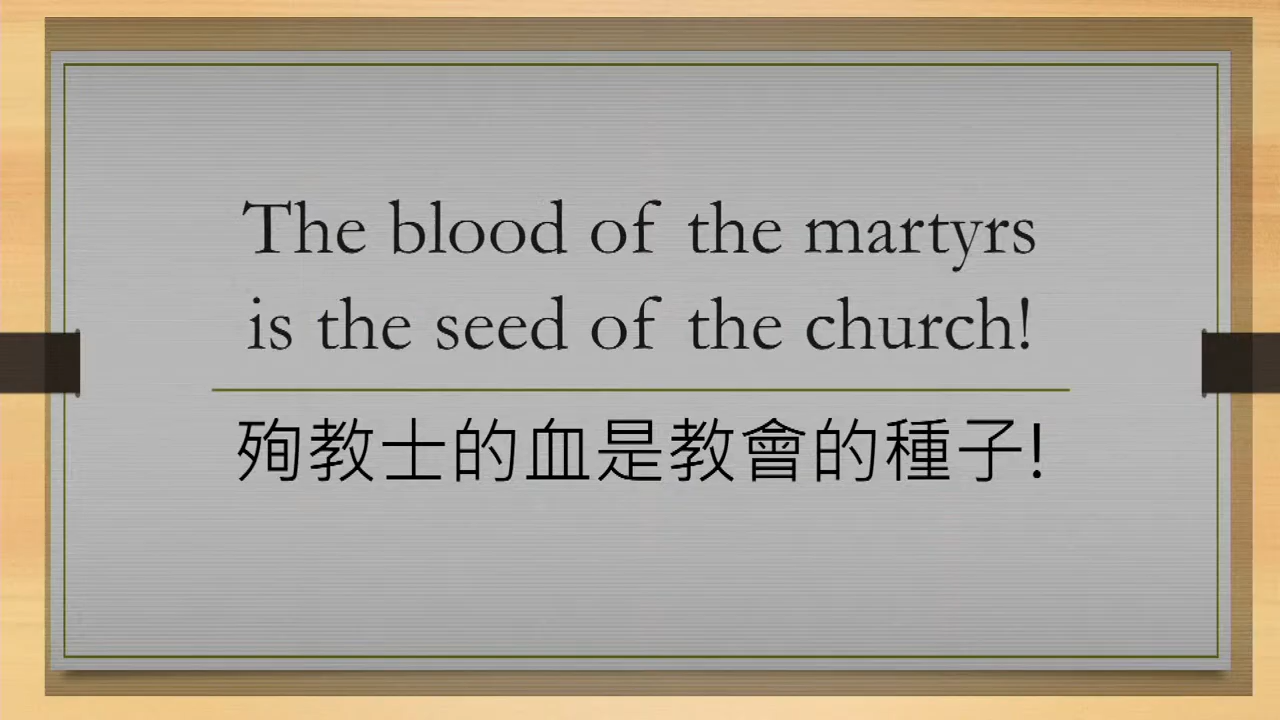 The blood of the martyrs
is the seed of the church!
殉教士的血是教會的種子!